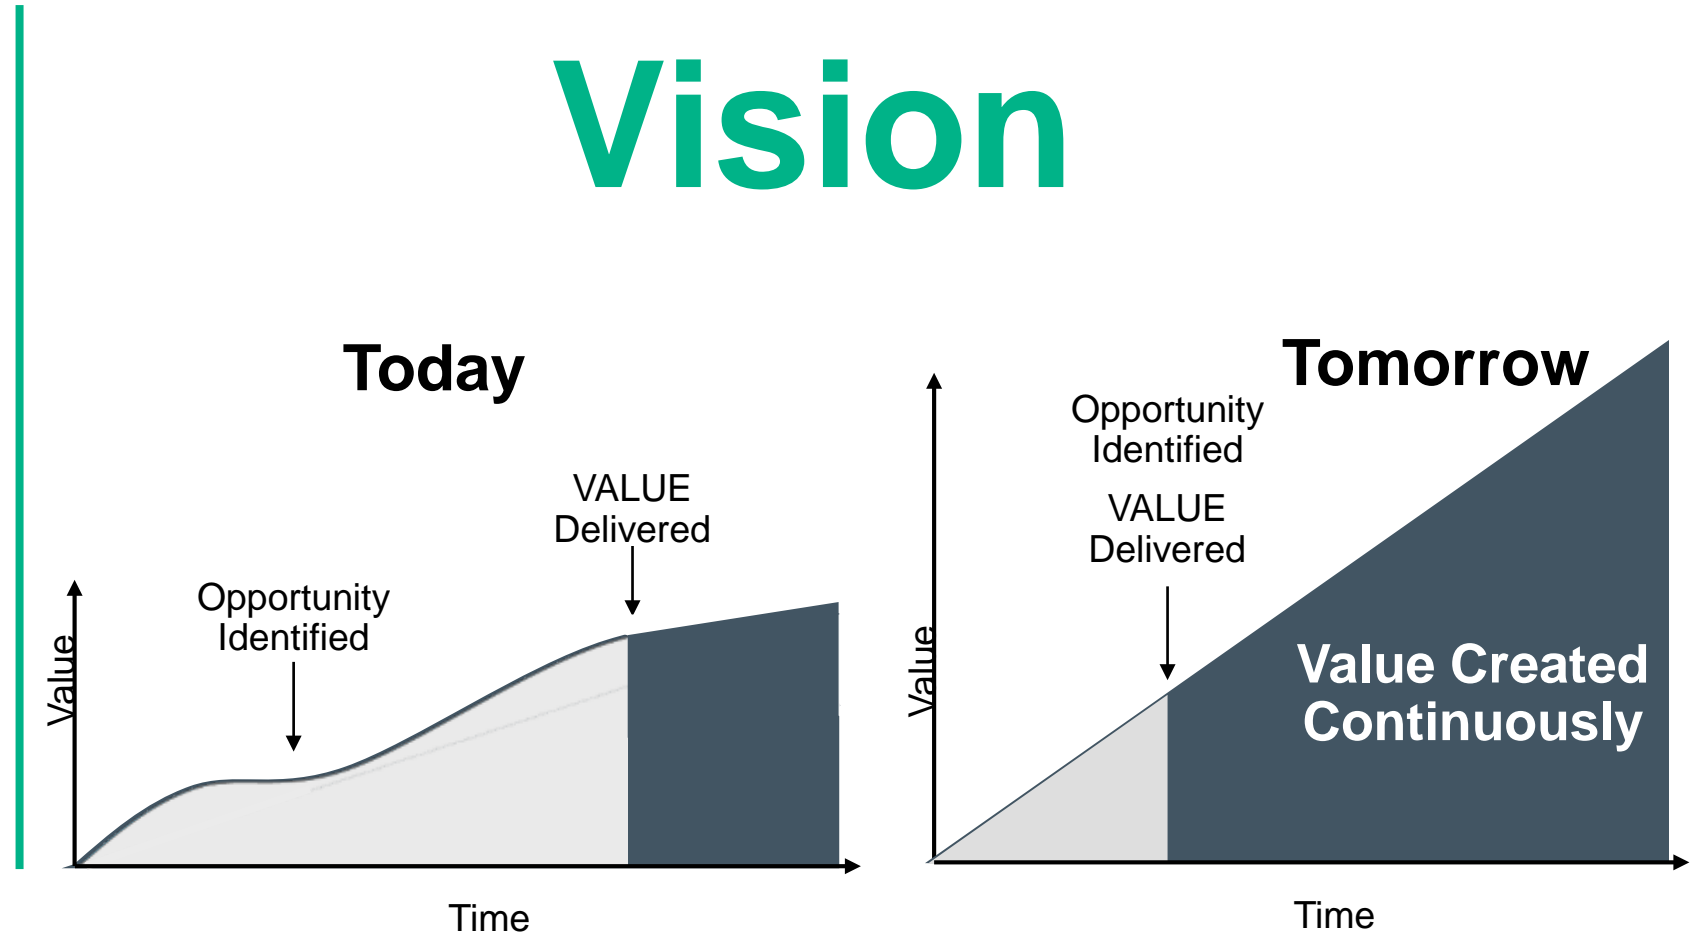 Vision
Today
VALUE
Delivered
Opportunity
Identified
Value
Time
Tomorrow
Opportunity
Identified
VALUE
Delivered
Value
Value Created
Continuously
Time